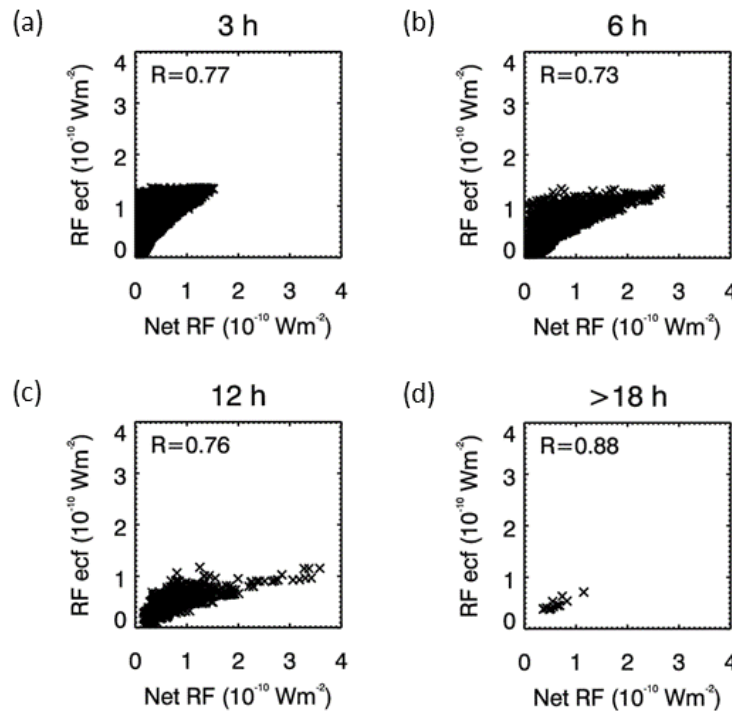 (a) 3 h
R=0.77
RF ecf (10⁻¹⁰ Wm⁻²)
4
3
2
1
0
0 1 2 3 4
Net RF (10⁻¹⁰ Wm⁻²)
(b) 6 h
R=0.73
RF ecf (10⁻¹⁰ Wm⁻²)
4
3
2
1
0
0 1 2 3 4
Net RF (10⁻¹⁰ Wm⁻²)
(c) 12 h
R=0.76
RF ecf (10⁻¹⁰ Wm⁻²)
4
3
2
1
0
0 1 2 3 4
Net RF (10⁻¹⁰ Wm⁻²)
(d) >18 h
R=0.88
RF ecf (10⁻¹⁰ Wm⁻²)
4
3
2
1
0
0 1 2 3 4
Net RF (10⁻¹⁰ Wm⁻²)